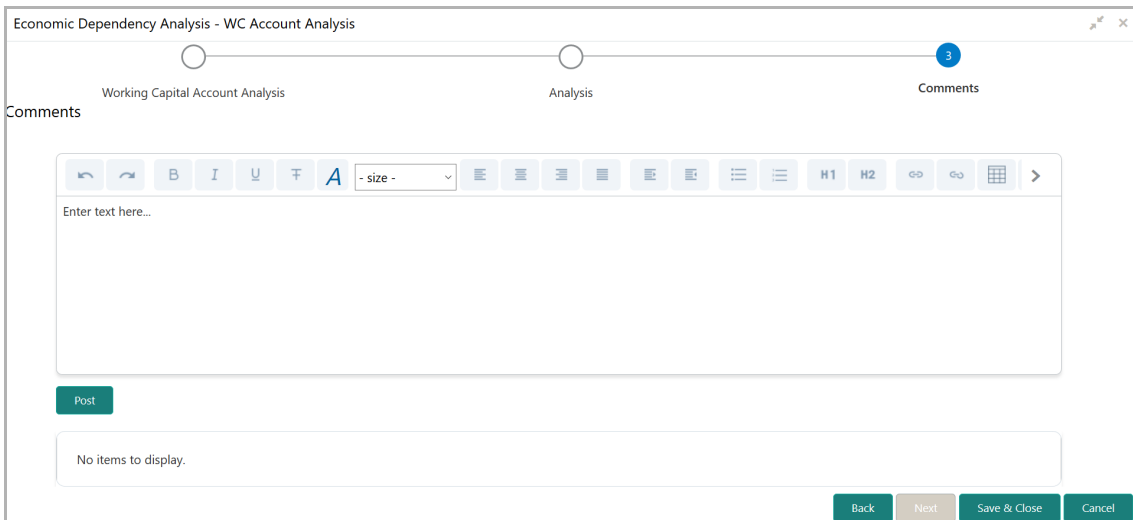 Economic Dependency Analysis - WC Account Analysis
3
Working Capital Account Analysis Analysis Comments
Comments
B I U T A - size - H1 H2
Enter text here...
Post
No items to display.
Back Next Save & Close Cancel